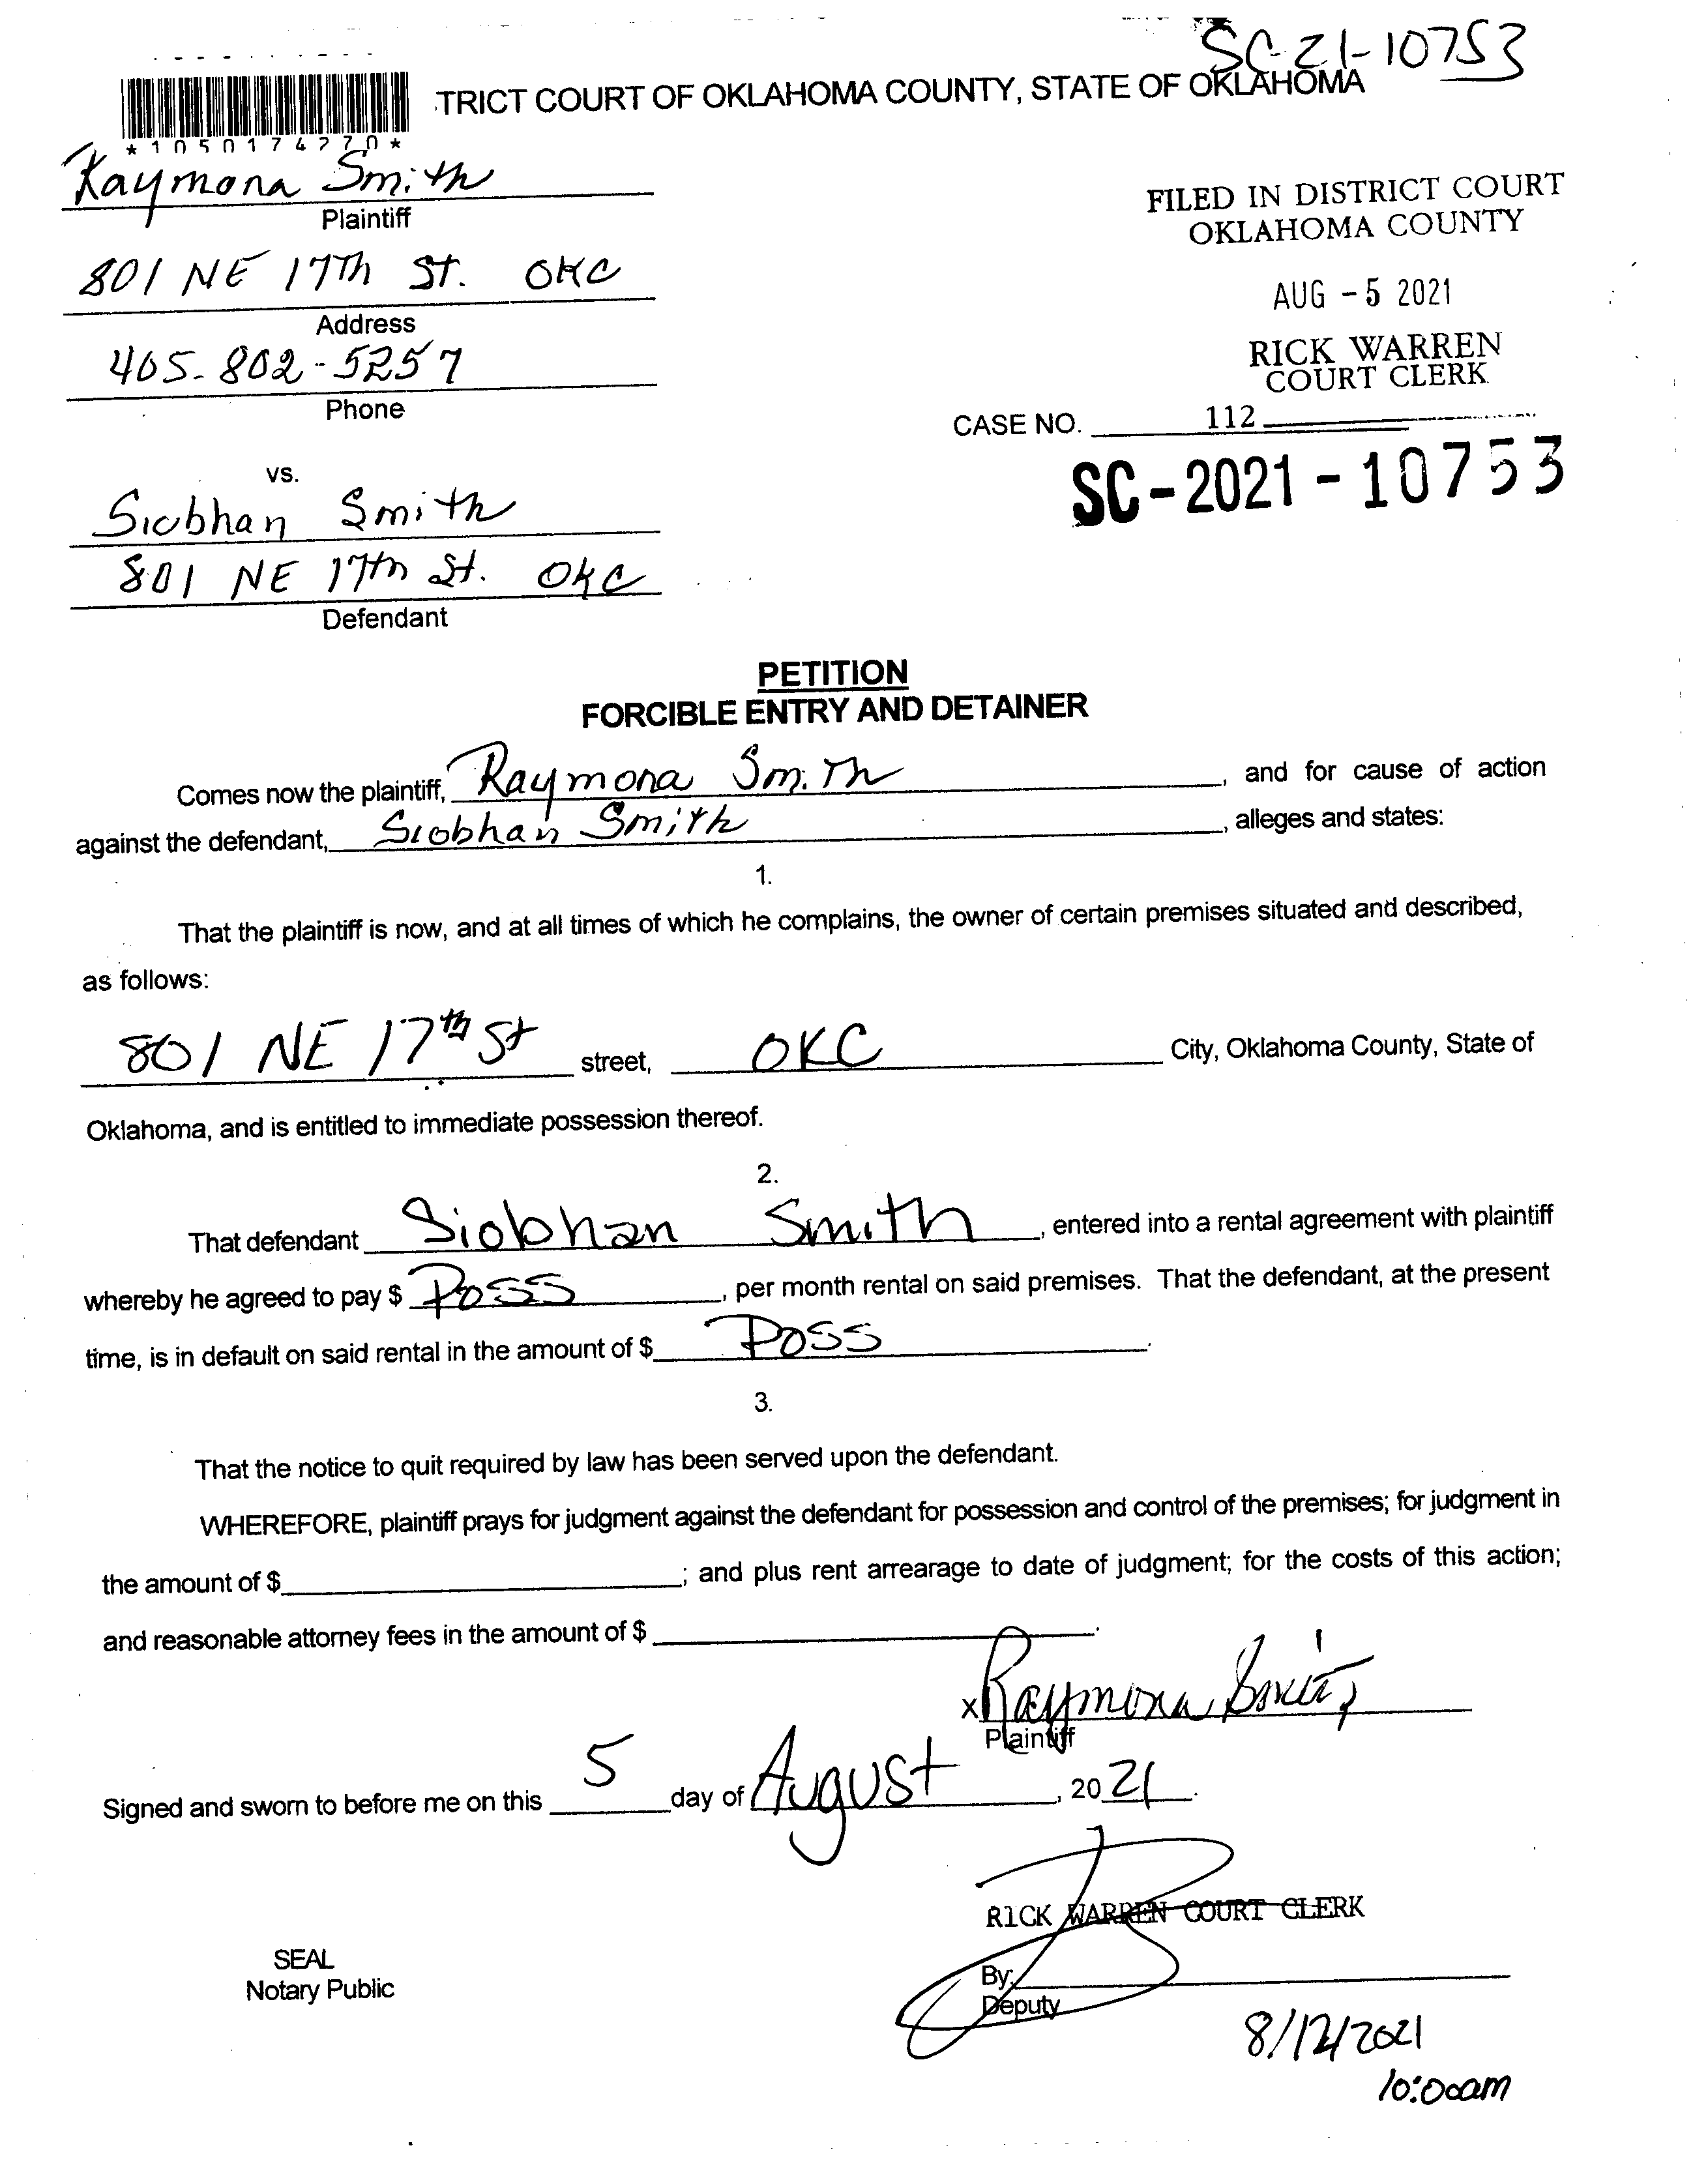 SC-21-10753
TRICT COURT OF OKLAHOMA COUNTY, STATE OF OKLAHOMA
*1050174270*
Raymona Smith
Plaintiff
801 NE 17th St. OKC
Address
405-802-5257
Phone
FILED IN DISTRICT COURT
OKLAHOMA COUNTY
AUG -5 2021
RICK WARREN
COURT CLERK
CASE NO. 112
SC-2021-10753
vs.
Siobhan Smith
801 NE 17th St. OKC
Defendant
PETITION
FORCIBLE ENTRY AND DETAINER
Comes now the plaintiff, Raymona Smith, and for cause of action
against the defendant, Siobhan Smith, alleges and states:
1.
That the plaintiff is now, and at all times of which he complains, the owner of certain premises situated and described,
as follows:
801 NE 17th St street, OKC City, Oklahoma County, State of
Oklahoma, and is entitled to immediate possession thereof.
2.
That defendant Siobhan Smith, entered into a rental agreement with plaintiff
whereby he agreed to pay $ Poss, per month rental on said premises. That the defendant, at the present
time, is in default on said rental in the amount of $ Poss.
3.
That the notice to quit required by law has been served upon the defendant.
WHEREFORE, plaintiff prays for judgment against the defendant for possession and control of the premises; for judgment in
the amount of $ ; and plus rent arrearage to date of judgment; for the costs of this action;
and reasonable attorney fees in the amount of $ .
x Raymona Smith
Plaintiff
Signed and sworn to before me on this 5 day of August, 2021.
RICK WARREN COURT CLERK
SEAL
Notary Public
By:
Deputy
8/12/2021
10:00am